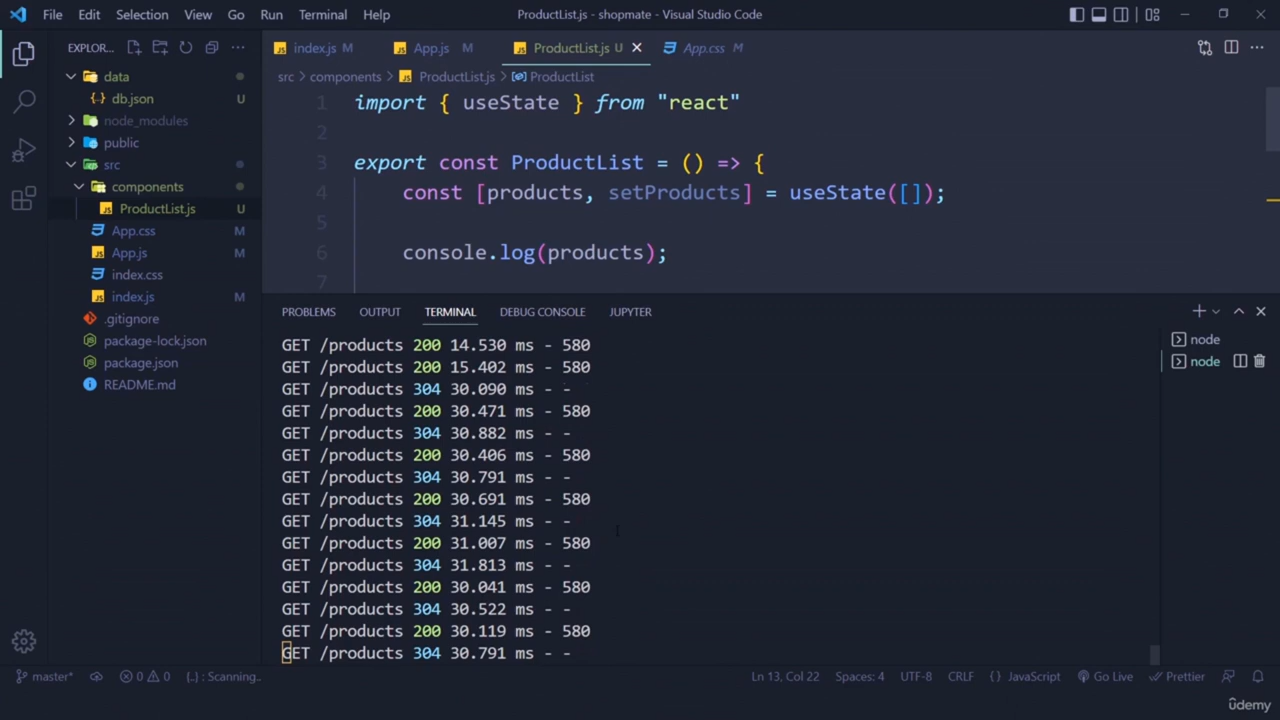 File Edit Selection View Go Run Terminal Help ProductList.js - shopmate - Visual Studio Code
EXPLOR... index.js M App.js M ProductList.js U App.css M
src components ProductList.js ProductList
data
db.json U
node_modules
public
src
components
ProductList.js U
App.css M
App.js M
index.css
index.js M
.gitignore
package-lock.json
package.json
README.md
1 import { useState } from "react"
2
3 export const ProductList = () => {
4 const [products, setProducts] = useState([]);
5
6 console.log(products);
7
PROBLEMS OUTPUT TERMINAL DEBUG CONSOLE JUPYTER
node
node
GET /products 200 14.530 ms - 580
GET /products 200 15.402 ms - 580
GET /products 304 30.090 ms - -
GET /products 200 30.471 ms - 580
GET /products 304 30.882 ms - -
GET /products 200 30.406 ms - 580
GET /products 304 30.791 ms - -
GET /products 200 30.691 ms - 580
GET /products 304 31.145 ms - -
GET /products 200 31.007 ms - 580
GET /products 304 31.813 ms - -
GET /products 200 30.041 ms - 580
GET /products 304 30.522 ms - -
GET /products 200 30.119 ms - 580
GET /products 304 30.791 ms - -
master* 0 0 {..} : Scanning.. Ln 13, Col 22 Spaces: 4 UTF-8 CRLF {} JavaScript Go Live Prettier
ûdemy